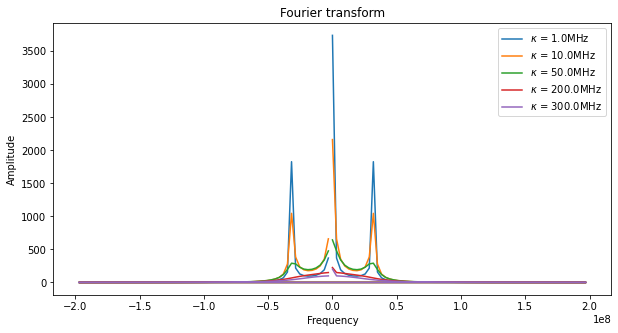 Fourier transform
Amplitude
3500
3000
2500
2000
1500
1000
500
0
κ = 1.0MHz
κ = 10.0MHz
κ = 50.0MHz
κ = 200.0MHz
κ = 300.0MHz
−2.0 −1.5 −1.0 −0.5 0.0 0.5 1.0 1.5 2.0
1e8
Frequency